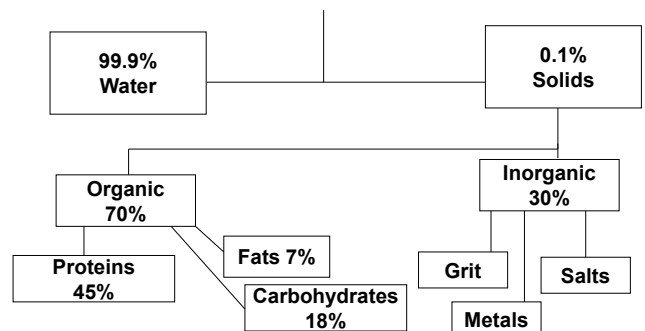 99.9%
Water
0.1%
Solids
Organic
70%
Inorganic
30%
Proteins
45%
Fats 7%
Carbohydrates
18%
Grit
Metals
Salts